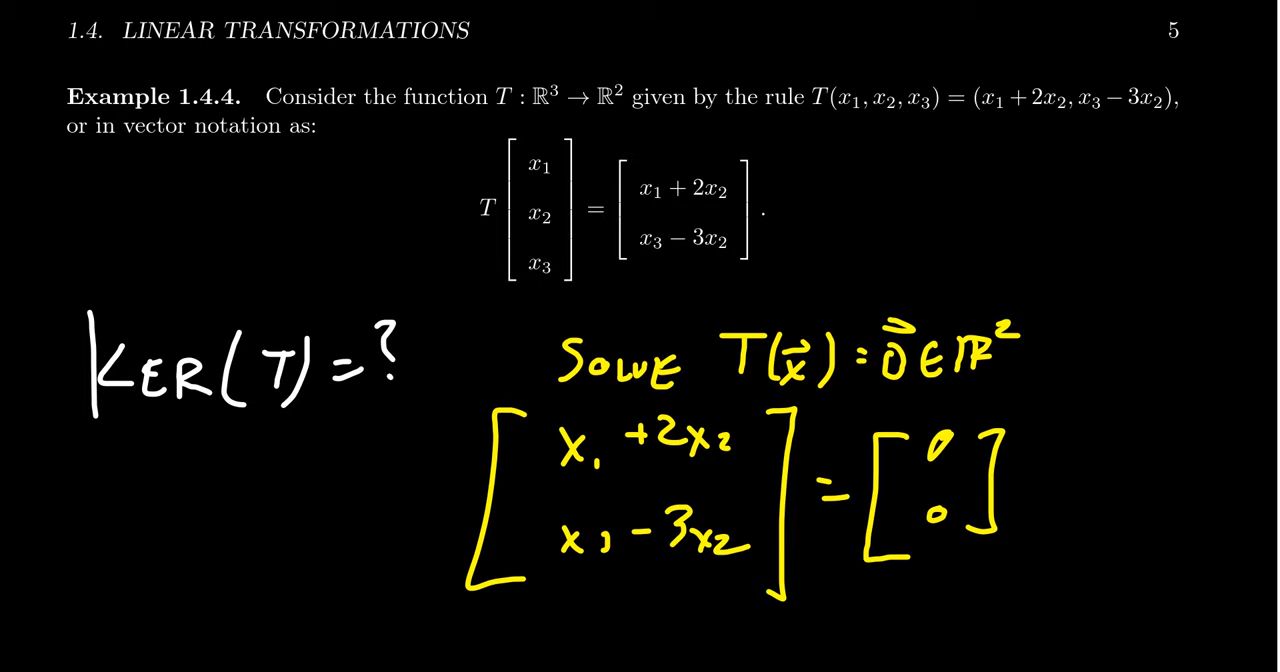 1.4. LINEAR TRANSFORMATIONS 5
Example 1.4.4. Consider the function T : ℝ³ → ℝ² given by the rule T(x₁, x₂, x₃) = (x₁ + 2x₂, x₃ − 3x₂),
or in vector notation as:
T [ x₁ x₂ x₃ ] = [ x₁ + 2x₂ x₃ − 3x₂ ] .
KER(T) = ? SOLVE T(x⃗) = 0⃗ ∈ ℝ²
[ x₁ + 2x₂ x₃ − 3x₂ ] = [ 0 0 ]